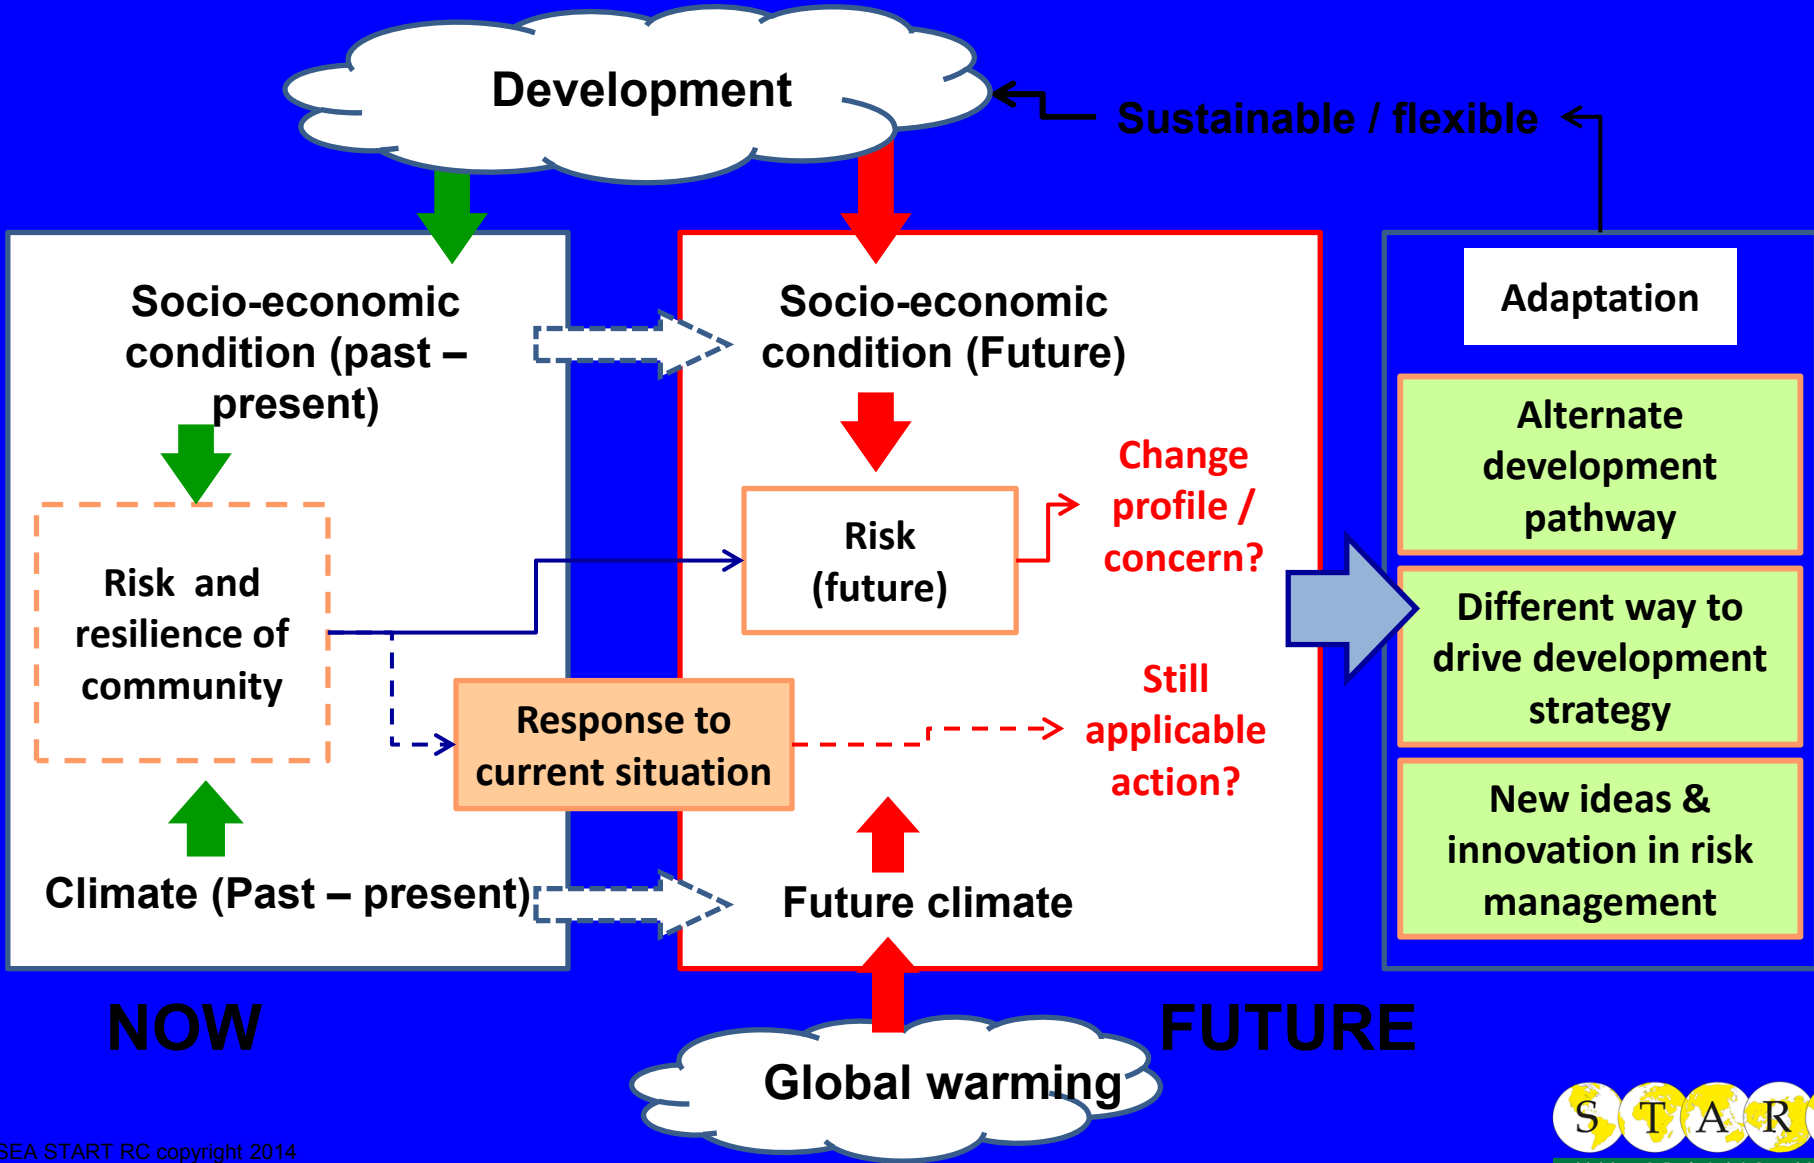 Development
Sustainable / flexible
Socio-economic
condition (past –
present)
Socio-economic
condition (Future)
Adaptation
Alternate
development
pathway
Change
profile /
concern?
Risk
(future)
Risk and
resilience of
community
Different way to
drive development
strategy
Still
applicable
action?
Response to
current situation
New ideas &
innovation in risk
management
Climate (Past – present)
Future climate
NOW
FUTURE
Global warming
S T A R
SEA START RC copyright 2014